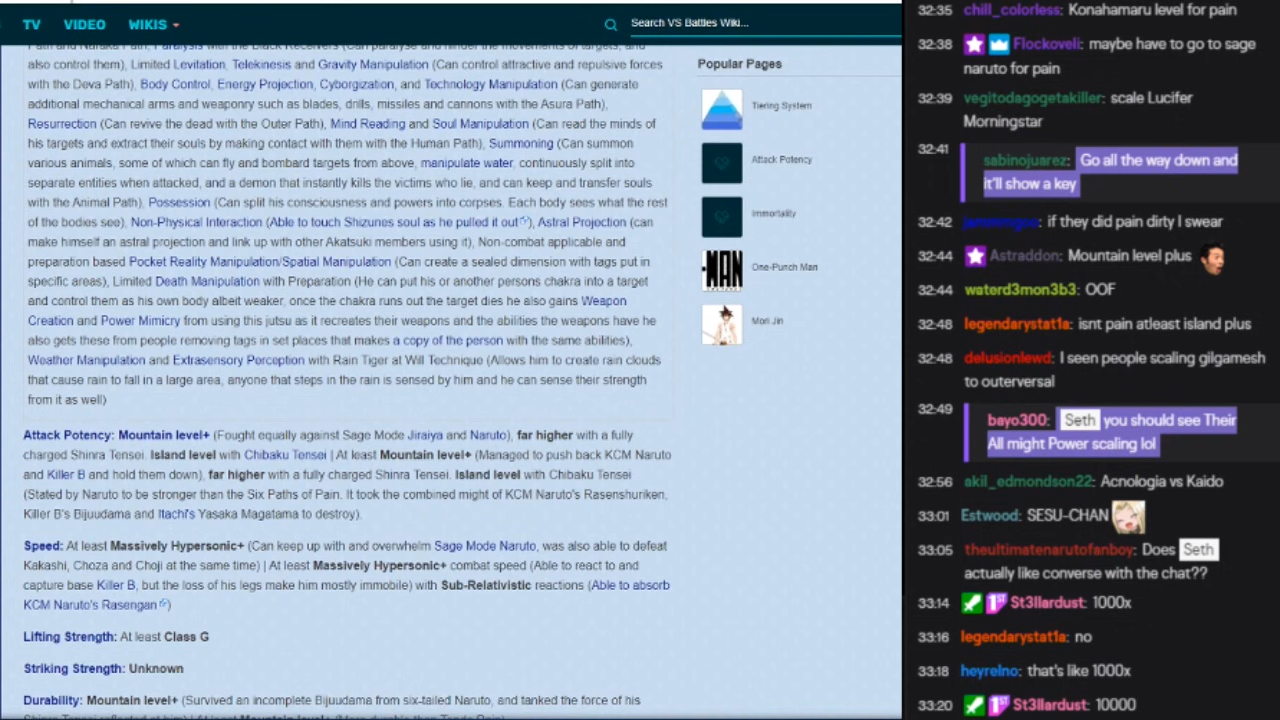 TV VIDEO WIKIS
Search VS Battles Wiki...
also control them), Limited Levitation, Telekinesis and Gravity Manipulation (Can control attractive and repulsive forces
with the Deva Path), Body Control, Energy Projection, Cyborgization, and Technology Manipulation (Can generate
additional mechanical arms and weaponry such as blades, drills, missiles and cannons with the Asura Path),
Resurrection (Can revive the dead with the Outer Path), Mind Reading and Soul Manipulation (Can read the minds of
his targets and extract their souls by making contact with them with the Human Path), Summoning (Can summon
various animals, some of which can fly and bombard targets from above, manipulate water, continuously split into
separate entities when attacked, and a demon that instantly kills the victims who lie, and can keep and transfer souls
with the Animal Path), Possession (Can split his consciousness and powers into corpses. Each body sees what the rest
of the bodies see), Non-Physical Interaction (Able to touch Shizunes soul as he pulled it out), Astral Projection (can
make himself an astral projection and link up with other Akatsuki members using it), Non-combat applicable and
preparation based Pocket Reality Manipulation/Spatial Manipulation (Can create a sealed dimension with tags put in
specific areas), Limited Death Manipulation with Preparation (He can put his or another persons chakra into a target
and control them as his own body albeit weaker, once the chakra runs out the target dies he also gains Weapon
Creation and Power Mimicry from using this jutsu as it recreates their weapons and the abilities the weapons have he
also gets these from people removing tags in set places that makes a copy of the person with the same abilities),
Weather Manipulation and Extrasensory Perception with Rain Tiger at Will Technique (Allows him to create rain clouds
that cause rain to fall in a large area, anyone that steps in the rain is sensed by him and he can sense their strength
from it as well)
Attack Potency: Mountain level+ (Fought equally against Sage Mode Jiraiya and Naruto), far higher with a fully
charged Shinra Tensei. Island level with Chibaku Tensei | At least Mountain level+ (Managed to push back KCM Naruto
and Killer B and hold them down), far higher with a fully charged Shinra Tensei. Island level with Chibaku Tensei
(Stated by Naruto to be stronger than the Six Paths of Pain. It took the combined might of KCM Naruto's Rasenshuriken,
Killer B's Bijuudama and Itachi's Yasaka Magatama to destroy).
Speed: At least Massively Hypersonic+ (Can keep up with and overwhelm Sage Mode Naruto, was also able to defeat
Kakashi, Choza and Choji at the same time) | At least Massively Hypersonic+ combat speed (Able to react to and
capture base Killer B, but the loss of his legs make him mostly immobile) with Sub-Relativistic reactions (Able to absorb
KCM Naruto's Rasengan)
Lifting Strength: At least Class G
Striking Strength: Unknown
Durability: Mountain level+ (Survived an incomplete Bijuudama from six-tailed Naruto, and tanked the force of his
Popular Pages
Tiering System
Attack Potency
Immortality
MAN
One-Punch Man
Mori Jin
32:35 chill_colorless: Konahamaru level for pain
32:38 Flockoveli: maybe have to go to sage
naruto for pain
32:39 vegitodagogetakiller: scale Lucifer
Morningstar
32:41 sabinojuarez: Go all the way down and
it'll show a key
32:42 if they did pain dirty I swear
32:44 Astraddon: Mountain level plus
32:44 waterd3mon3b3: OOF
32:48 legendarystat1a: isnt pain atleast island plus
32:48 delusionlewd: I seen people scaling gilgamesh
to outerversal
32:49 bayo300: Seth you should see Their
All might Power scaling lol
32:56 akil_edmondson22: Acnologia vs Kaido
33:01 Estwood: SESU-CHAN
33:05 theultimatenarutofanboy: Does Seth
actually like converse with the chat??
33:14 1ST St3llardust: 1000x
33:16 legendarystat1a: no
33:18 heyrelno: that's like 1000x
33:20 1ST St3llardust: 10000